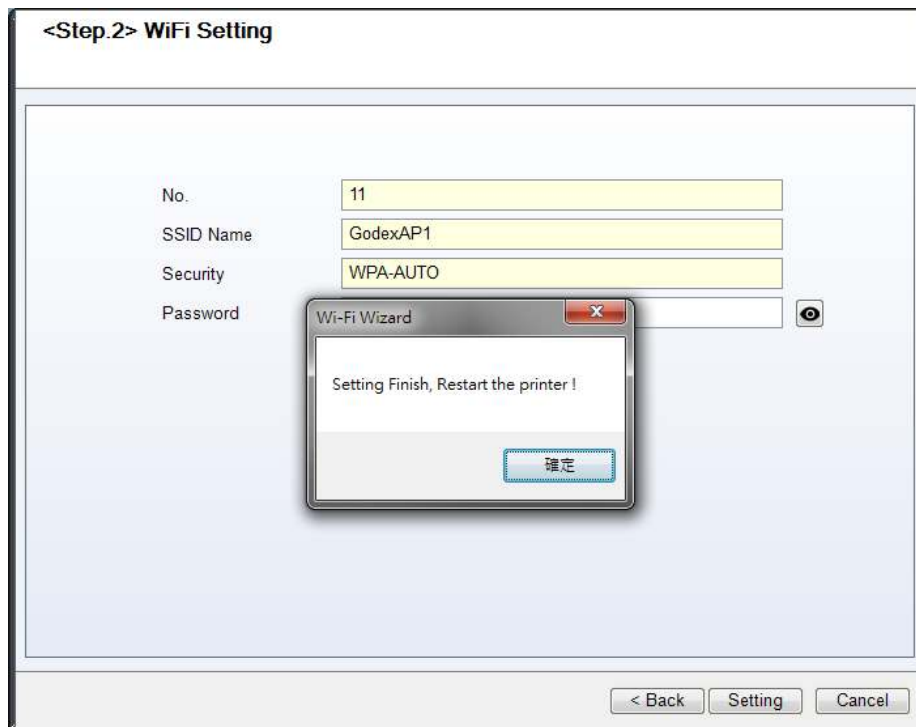 <Step.2> WiFi Setting
No. 11
SSID Name GodexAP1
Security WPA-AUTO
Password
Wi-Fi Wizard
Setting Finish, Restart the printer !
確定
< Back Setting Cancel